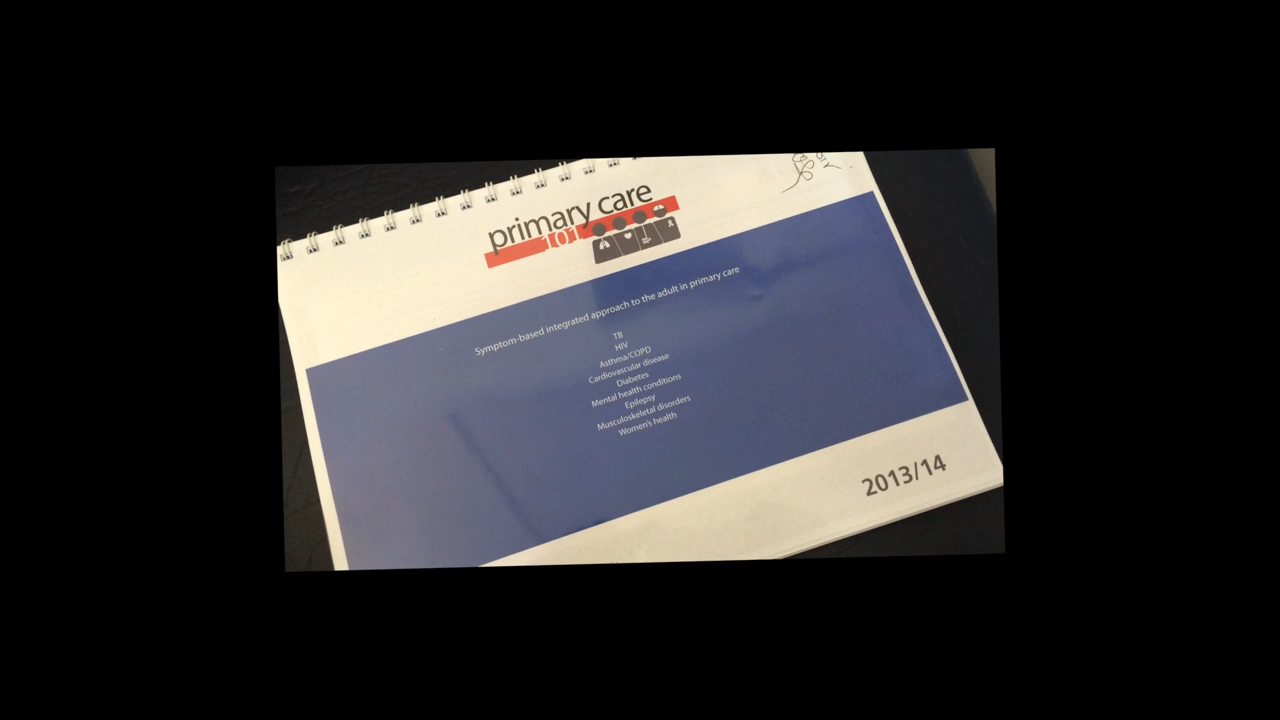 primary care
101
Symptom-based integrated approach to the adult in primary care
TB
HIV
Asthma/COPD
Cardiovascular disease
Diabetes
Mental health conditions
Epilepsy
Musculoskeletal disorders
Women's health
2013/14